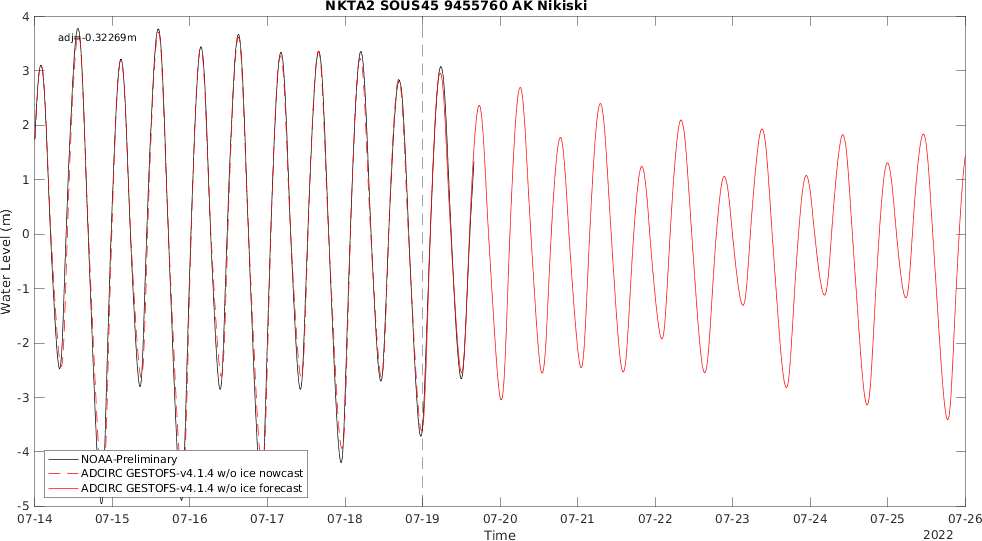 NKTA2 SOUS45 9455760 AK Nikiski
adj=-0.32269m
Water Level (m)
4
3
2
1
0
-1
-2
-3
-4
-5
NOAA-Preliminary
ADCIRC GESTOFS-v4.1.4 w/o ice nowcast
ADCIRC GESTOFS-v4.1.4 w/o ice forecast
07-14 07-15 07-16 07-17 07-18 07-19 07-20 07-21 07-22 07-23 07-24 07-25 07-26
Time
2022